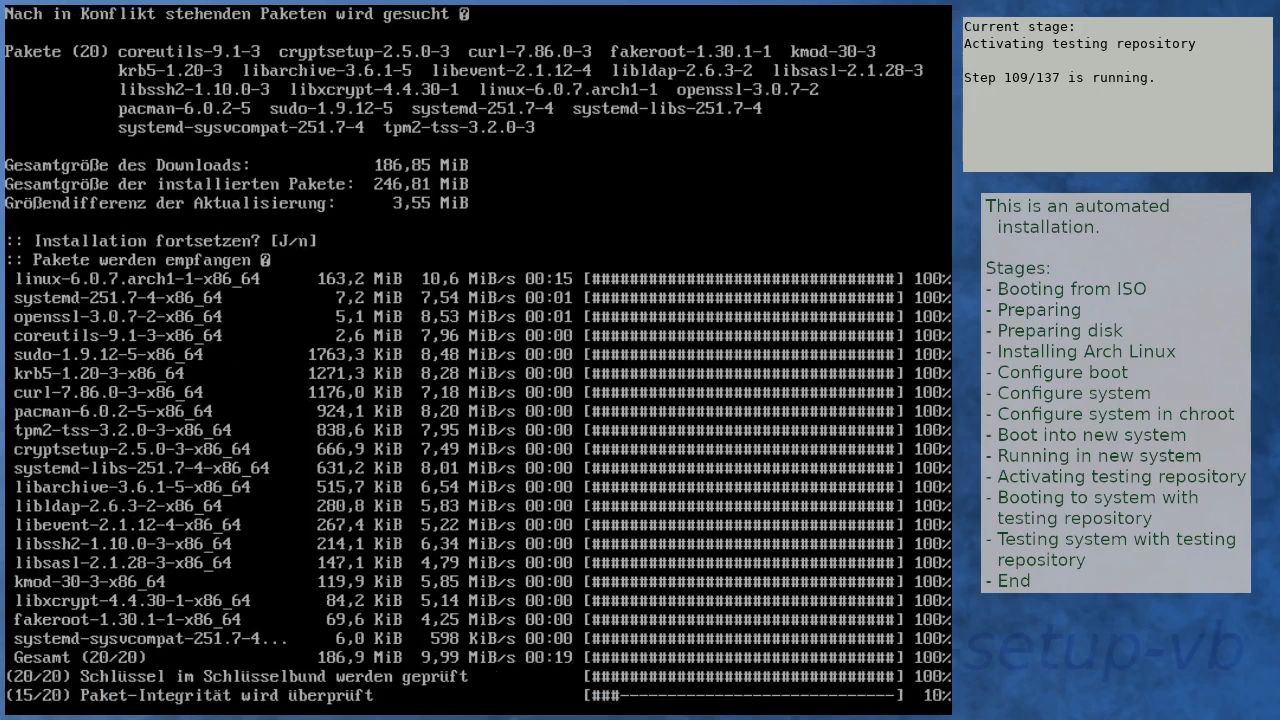 Nach in Konflikt stehenden Paketen wird gesucht �
Pakete (20) coreutils-9.1-3  cryptsetup-2.5.0-3  curl-7.86.0-3  fakeroot-1.30.1-1  kmod-30-3
krb5-1.20-3  libarchive-3.6.1-5  libevent-2.1.12-4  libldap-2.6.3-2  libsasl-2.1.28-3
libssh2-1.10.0-3  libxcrypt-4.4.30-1  linux-6.0.7.arch1-1  openssl-3.0.7-2
pacman-6.0.2-5  sudo-1.9.12-5  systemd-251.7-4  systemd-libs-251.7-4
systemd-sysvcompat-251.7-4  tpm2-tss-3.2.0-3
Gesamtgröße des Downloads: 186,85 MiB
Gesamtgröße der installierten Pakete: 246,81 MiB
Größendifferenz der Aktualisierung: 3,55 MiB
:: Installation fortsetzen? [J/n]
:: Pakete werden empfangen �
linux-6.0.7.arch1-1-x86_64 163,2 MiB 10,6 MiB/s 00:15 [#################################] 100%
systemd-251.7-4-x86_64 7,2 MiB 7,54 MiB/s 00:01 [#################################] 100%
openssl-3.0.7-2-x86_64 5,1 MiB 8,53 MiB/s 00:01 [#################################] 100%
coreutils-9.1-3-x86_64 2,6 MiB 7,96 MiB/s 00:00 [#################################] 100%
sudo-1.9.12-5-x86_64 1763,3 KiB 8,48 MiB/s 00:00 [#################################] 100%
krb5-1.20-3-x86_64 1271,3 KiB 8,28 MiB/s 00:00 [#################################] 100%
curl-7.86.0-3-x86_64 1176,0 KiB 7,18 MiB/s 00:00 [#################################] 100%
pacman-6.0.2-5-x86_64 924,1 KiB 8,20 MiB/s 00:00 [#################################] 100%
tpm2-tss-3.2.0-3-x86_64 838,6 KiB 7,95 MiB/s 00:00 [#################################] 100%
cryptsetup-2.5.0-3-x86_64 666,9 KiB 7,49 MiB/s 00:00 [#################################] 100%
systemd-libs-251.7-4-x86_64 631,2 KiB 8,01 MiB/s 00:00 [#################################] 100%
libarchive-3.6.1-5-x86_64 515,7 KiB 6,54 MiB/s 00:00 [#################################] 100%
libldap-2.6.3-2-x86_64 280,8 KiB 5,83 MiB/s 00:00 [#################################] 100%
libevent-2.1.12-4-x86_64 267,4 KiB 5,22 MiB/s 00:00 [#################################] 100%
libssh2-1.10.0-3-x86_64 214,1 KiB 6,34 MiB/s 00:00 [#################################] 100%
libsasl-2.1.28-3-x86_64 147,1 KiB 4,79 MiB/s 00:00 [#################################] 100%
kmod-30-3-x86_64 119,9 KiB 5,85 MiB/s 00:00 [#################################] 100%
libxcrypt-4.4.30-1-x86_64 84,2 KiB 5,14 MiB/s 00:00 [#################################] 100%
fakeroot-1.30.1-1-x86_64 69,6 KiB 4,25 MiB/s 00:00 [#################################] 100%
systemd-sysvcompat-251.7-4... 6,0 KiB 598 KiB/s 00:00 [#################################] 100%
Gesamt (20/20) 186,9 MiB 9,99 MiB/s 00:19 [#################################] 100%
(20/20) Schlüssel im Schlüsselbund werden geprüft [#################################] 100%
(15/20) Paket-Integrität wird überprüft [###------------------------------] 10%
Current stage:
Activating testing repository
Step 109/137 is running.
This is an automated
installation.
Stages:
- Booting from ISO
- Preparing
- Preparing disk
- Installing Arch Linux
- Configure boot
- Configure system
- Configure system in chroot
- Boot into new system
- Running in new system
- Activating testing repository
- Booting to system with
testing repository
- Testing system with testing
repository
- End
setup-vb